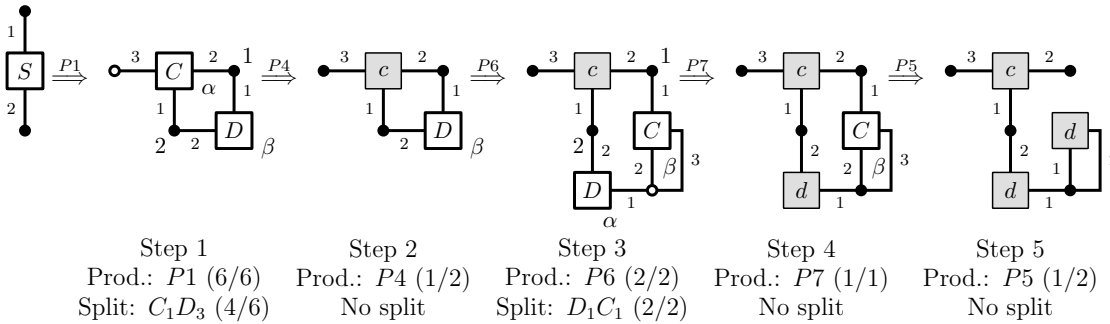 1
S
2
P1
⟹
3 C 2 1
α
1 1
2 2 D
β
P4
⟹
3 c 2
1 1
2 D
β
P6
⟹
3 c 2 1
1 1
2 C
2 2 β 3
D 1
α
P7
⟹
3 c 2
1 1
C
2 2 β 3
d 1
P5
⟹
3 c 2
1
d
2 1
d 1
Step 1
Prod.: P1 (6/6)
Split: C₁D₃ (4/6)
Step 2
Prod.: P4 (1/2)
No split
Step 3
Prod.: P6 (2/2)
Split: D₁C₁ (2/2)
Step 4
Prod.: P7 (1/1)
No split
Step 5
Prod.: P5 (1/2)
No split